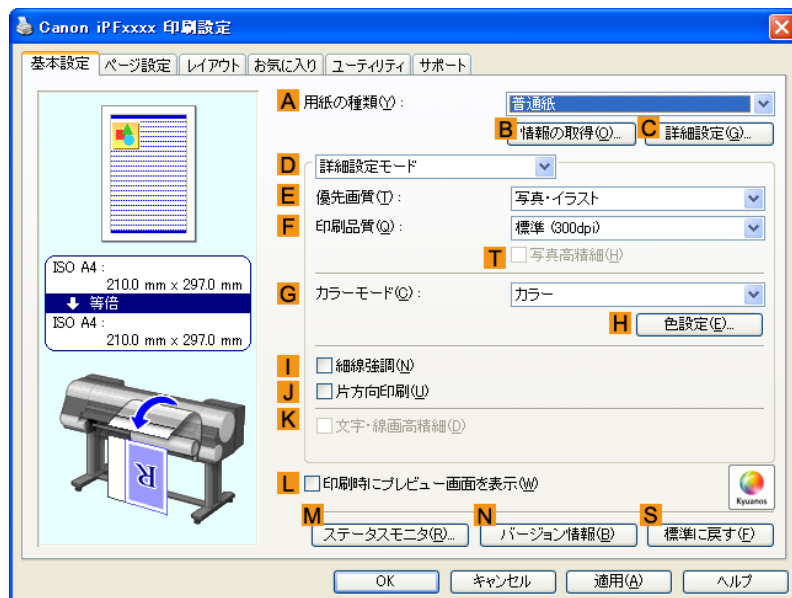 Canon iPFxxxx 印刷設定
基本設定 ページ設定 レイアウト お気に入り ユーティリティ サポート
A 用紙の種類(Y): 普通紙
B 情報の取得(O)... C 詳細設定(G)...
D 詳細設定モード
E 優先画質(T): 写真・イラスト
F 印刷品質(Q): 標準 (300dpi)
T 写真高精細(H)
ISO A4 :
210.0 mm x 297.0 mm
等倍
ISO A4 :
210.0 mm x 297.0 mm
G カラーモード(C): カラー
H 色設定(E)...
I 細線強調(N)
J 片方向印刷(U)
K 文字・線画高精細(D)
R
L 印刷時にプレビュー画面を表示(W)
Kyuanos
M ステータスモニタ(R)... N バージョン情報(B) S 標準に戻す(F)
OK キャンセル 適用(A) ヘルプ